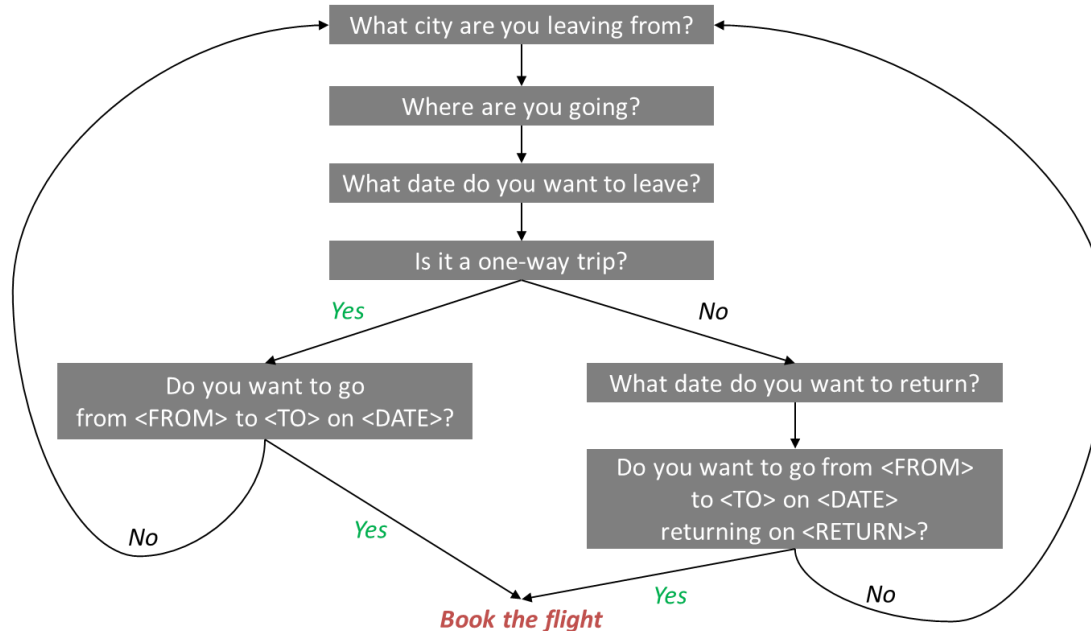 What city are you leaving from?
Where are you going?
What date do you want to leave?
Is it a one-way trip?
Yes
No
Do you want to go
from <FROM> to <TO> on <DATE>?
What date do you want to return?
Do you want to go from <FROM>
to <TO> on <DATE>
returning on <RETURN>?
No
Yes
Yes
No
Book the flight